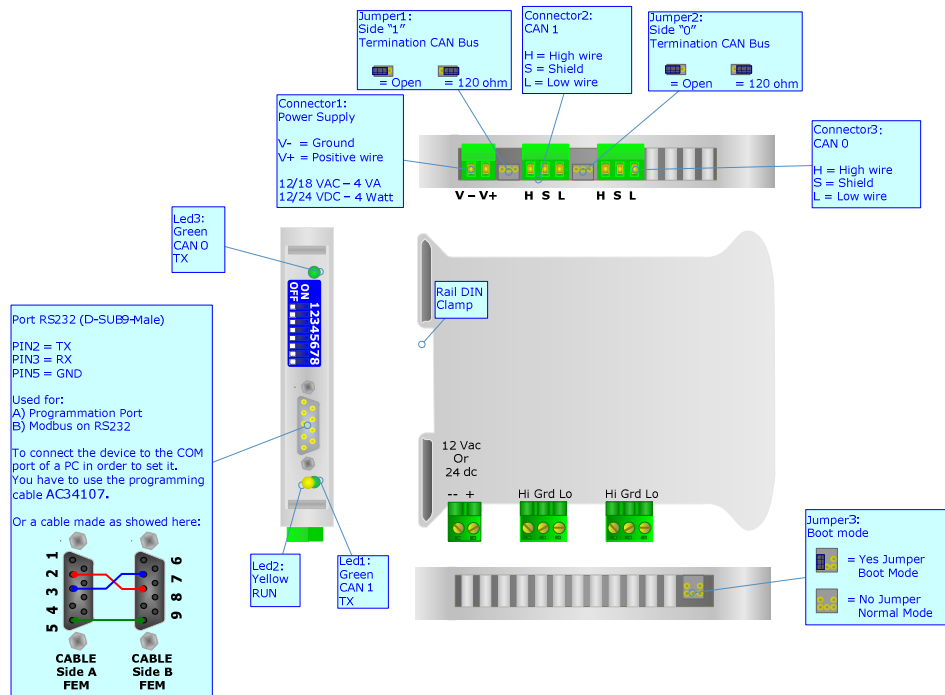 Jumper1:
Side “1”
Termination CAN Bus
= Open = 120 ohm
Connector2:
CAN 1
H = High wire
S = Shield
L = Low wire
Jumper2:
Side “0”
Termination CAN Bus
= Open = 120 ohm
Connector1:
Power Supply
V- = Ground
V+ = Positive wire
12/18 VAC – 4 VA
12/24 VDC – 4 Watt
Connector3:
CAN 0
H = High wire
S = Shield
L = Low wire
V – V+ H S L H S L
Led3:
Green
CAN 0
TX
ON
OFF
12345678
Rail DIN
Clamp
Port RS232 (D-SUB9-Male)
PIN2 = TX
PIN3 = RX
PIN5 = GND
Used for:
A) Programmation Port
B) Modbus on RS232
To connect the device to the COM
port of a PC in order to set it.
You have to use the programming
cable AC34107.
Or a cable made as showed here:
1
2
3
4
5
6
7
8
9
CABLE
Side A
FEM
CABLE
Side B
FEM
12 Vac
Or
24 dc
-- + Hi Grd Lo Hi Grd Lo
Led2:
Yellow
RUN
Led1:
Green
CAN 1
TX
Jumper3:
Boot mode
= Yes Jumper
Boot Mode
= No Jumper
Normal Mode